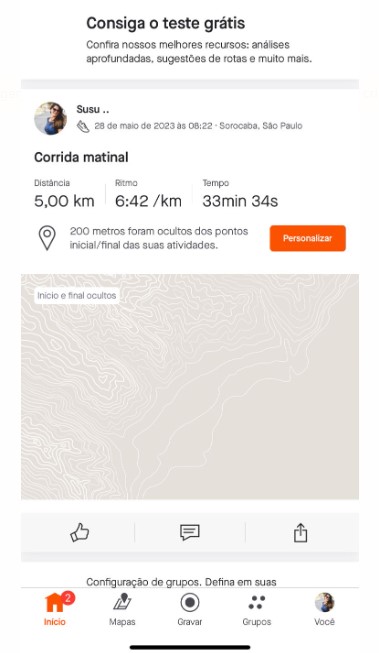 Consiga o teste grátis
Confira nossos melhores recursos: análises
aprofundadas, sugestões de rotas e muito mais.
Susu ..
28 de maio de 2023 às 08:22 · Sorocaba, São Paulo
Corrida matinal
Distância Ritmo Tempo
5,00 km 6:42 /km 33min 34s
200 metros foram ocultos dos pontos
inicial/final das suas atividades.
Personalizar
Início e final ocultos
Configuração de grupos. Defina em suas
2
Início Mapas Gravar Grupos Você